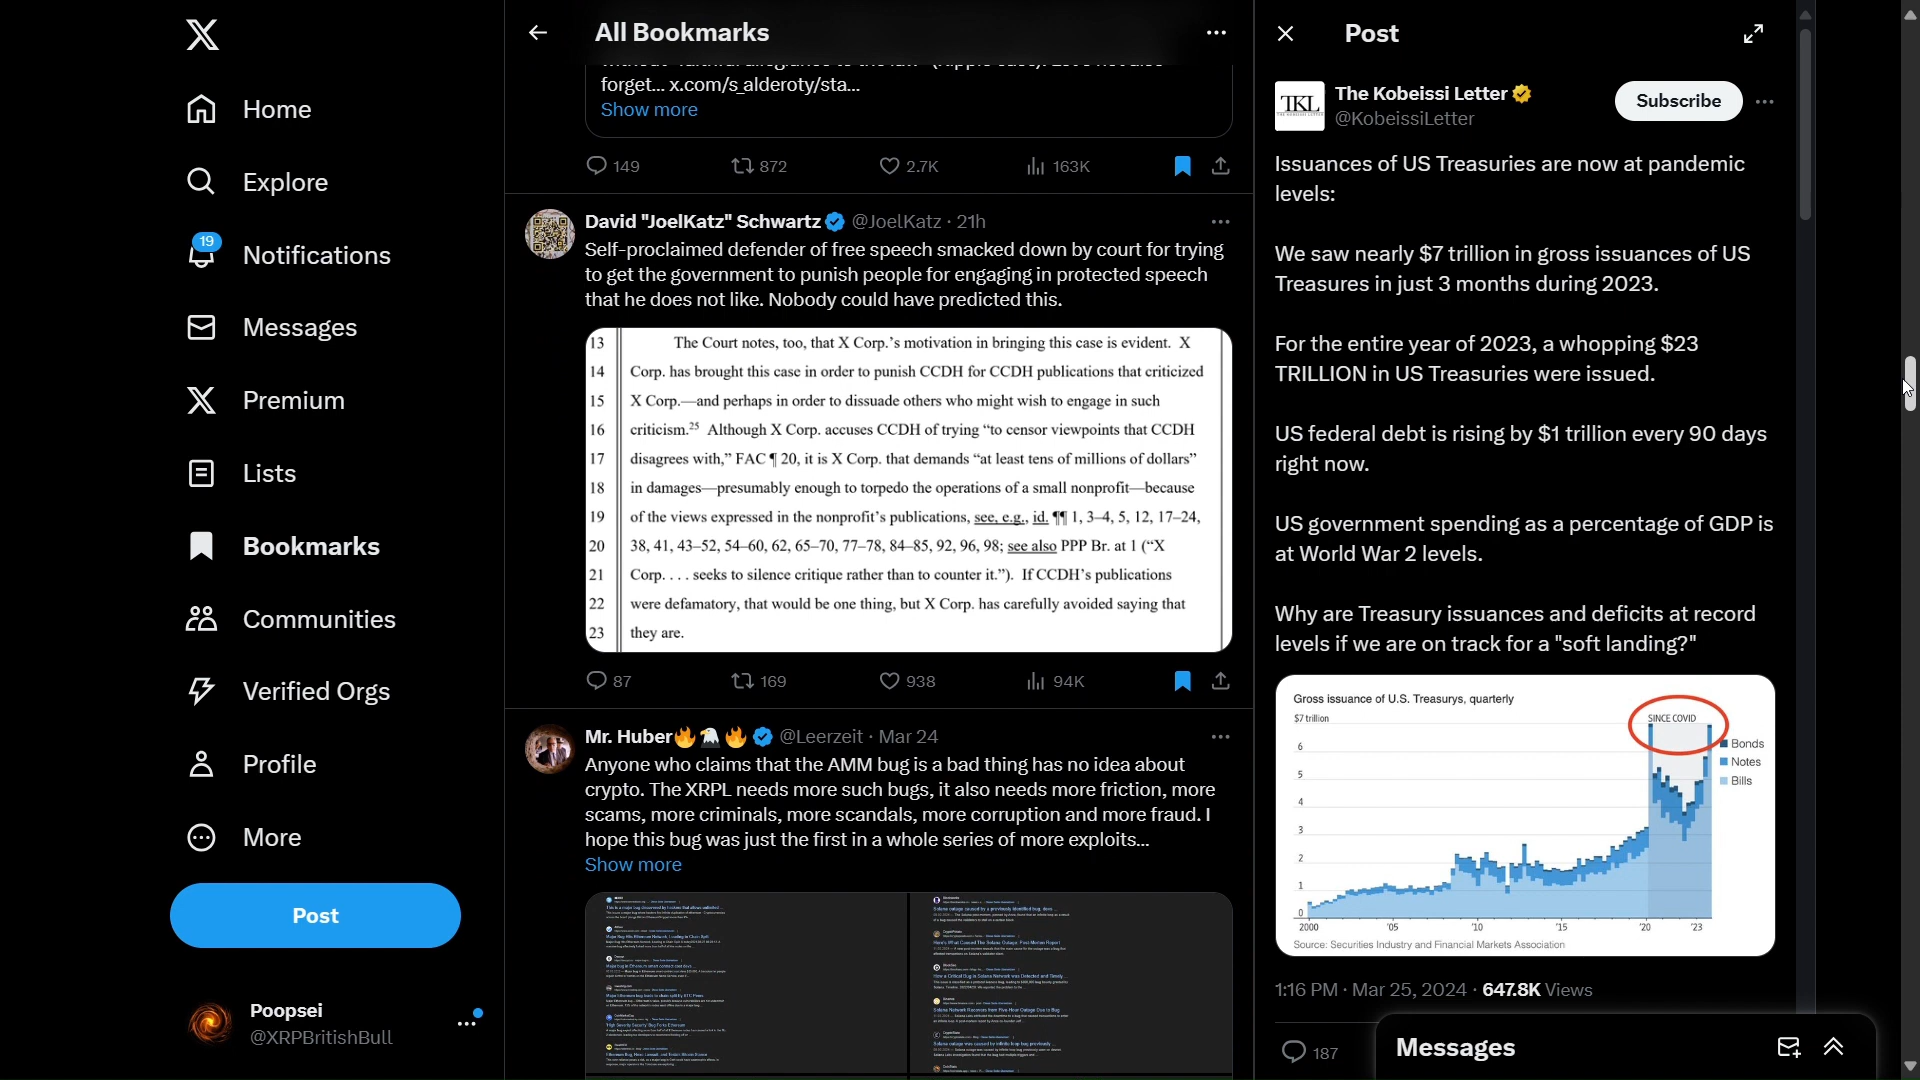 Home
Explore
19
Notifications
Messages
Premium
Lists
Bookmarks
Communities
Verified Orgs
Profile
More
Post
Poopsei
@XRPBritishBull
All Bookmarks
forget... x.com/s_alderoty/sta...
Show more
149
872
2.7K
163K
David "JoelKatz" Schwartz @JoelKatz · 21h
Self-proclaimed defender of free speech smacked down by court for trying
to get the government to punish people for engaging in protected speech
that he does not like. Nobody could have predicted this.
13 The Court notes, too, that X Corp.'s motivation in bringing this case is evident. X
14 Corp. has brought this case in order to punish CCDH for CCDH publications that criticized
15 X Corp.—and perhaps in order to dissuade others who might wish to engage in such
16 criticism.25 Although X Corp. accuses CCDH of trying “to censor viewpoints that CCDH
17 disagrees with,” FAC ¶ 20, it is X Corp. that demands “at least tens of millions of dollars”
18 in damages—presumably enough to torpedo the operations of a small nonprofit—because
19 of the views expressed in the nonprofit's publications, see, e.g., id. ¶¶ 1, 3–4, 5, 12, 17–24,
20 38, 41, 43–52, 54–60, 62, 65–70, 77–78, 84–85, 92, 96, 98; see also PPP Br. at 1 (“X
21 Corp. . . . seeks to silence critique rather than to counter it.”). If CCDH's publications
22 were defamatory, that would be one thing, but X Corp. has carefully avoided saying that
23 they are.
87
169
938
94K
Mr. Huber🔥🦅🔥 @Leerzeit · Mar 24
Anyone who claims that the AMM bug is a bad thing has no idea about
crypto. The XRPL needs more such bugs, it also needs more friction, more
scams, more criminals, more scandals, more corruption and more fraud. I
hope this bug was just the first in a whole series of more exploits...
Show more
Post
TKL
The Kobeissi Letter
@KobeissiLetter
Subscribe
Issuances of US Treasuries are now at pandemic
levels:
We saw nearly $7 trillion in gross issuances of US
Treasures in just 3 months during 2023.
For the entire year of 2023, a whopping $23
TRILLION in US Treasuries were issued.
US federal debt is rising by $1 trillion every 90 days
right now.
US government spending as a percentage of GDP is
at World War 2 levels.
Why are Treasury issuances and deficits at record
levels if we are on track for a "soft landing?"
Gross issuance of U.S. Treasurys, quarterly
$7 trillion
SINCE COVID
6
5
4
3
2
1
0
Bonds
Notes
Bills
2000 '05 '10 '15 '20 '23
Source: Securities Industry and Financial Markets Association
1:16 PM · Mar 25, 2024 · 647.8K Views
187
Messages